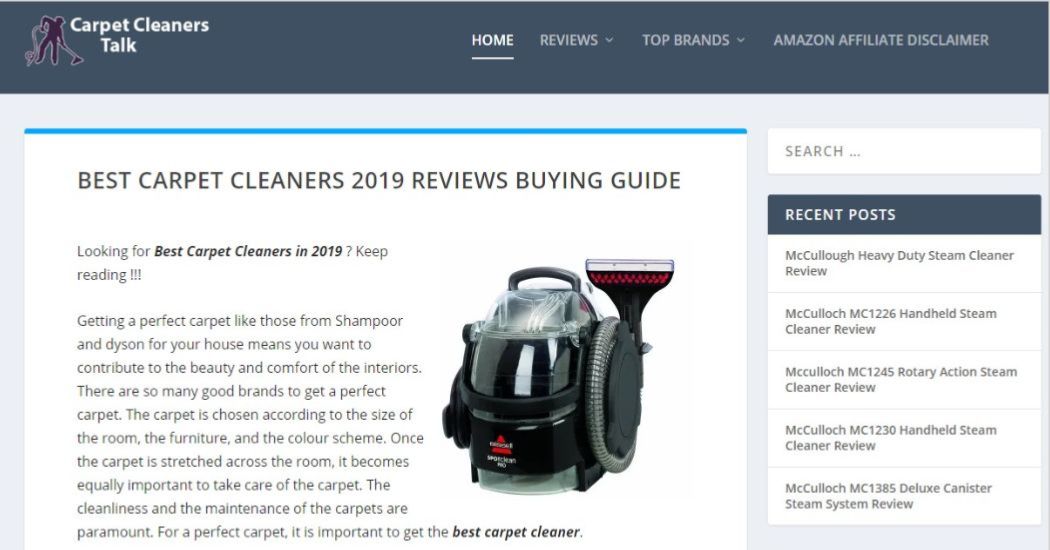 Carpet Cleaners
Talk
HOME
REVIEWS
TOP BRANDS
AMAZON AFFILIATE DISCLAIMER
BEST CARPET CLEANERS 2019 REVIEWS BUYING GUIDE
Looking for Best Carpet Cleaners in 2019 ? Keep
reading !!!
Getting a perfect carpet like those from Shampoor
and dyson for your house means you want to
contribute to the beauty and comfort of the interiors.
There are so many good brands to get a perfect
carpet. The carpet is chosen according to the size of
the room, the furniture, and the colour scheme. Once
the carpet is stretched across the room, it becomes
equally important to take care of the carpet. The
cleanliness and the maintenance of the carpets are
paramount. For a perfect carpet, it is important to get the best carpet cleaner.
BISSELL
SPOTclean
PRO
SEARCH ...
RECENT POSTS
McCullough Heavy Duty Steam Cleaner
Review
McCulloch MC1226 Handheld Steam
Cleaner Review
Mcculloch MC1245 Rotary Action Steam
Cleaner Review
McCulloch MC1230 Handheld Steam
Cleaner Review
McCulloch MC1385 Deluxe Canister
Steam System Review